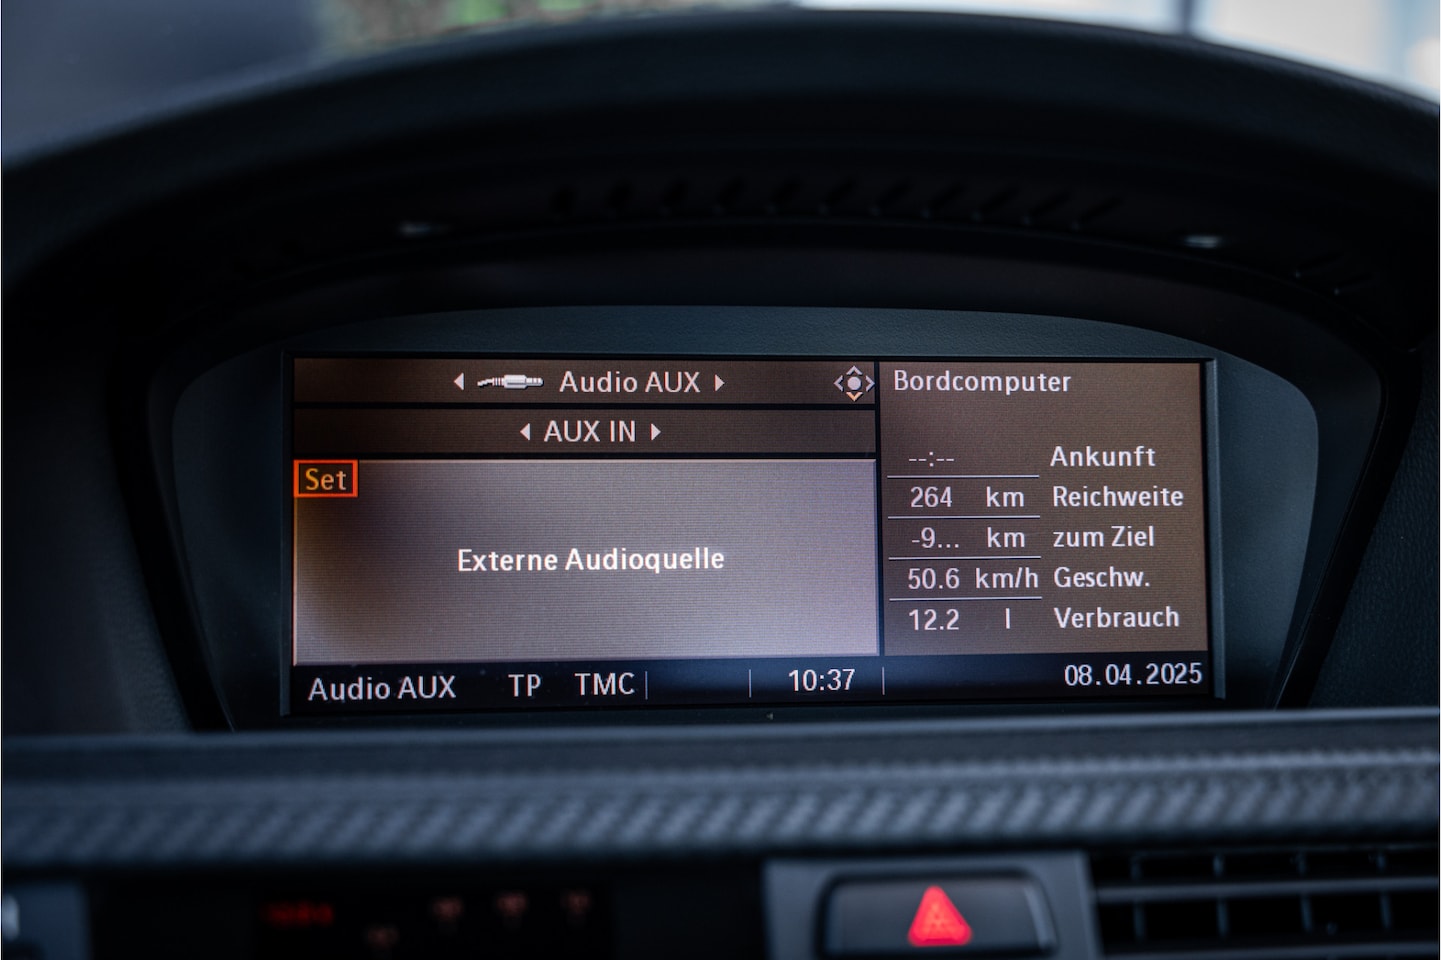 Audio AUX
AUX IN
Set
Externe Audioquelle
Bordcomputer
--:-- Ankunft
264 km Reichweite
-9... km zum Ziel
50.6 km/h Geschw.
12.2 l Verbrauch
Audio AUX TP TMC 10:37 08.04.2025